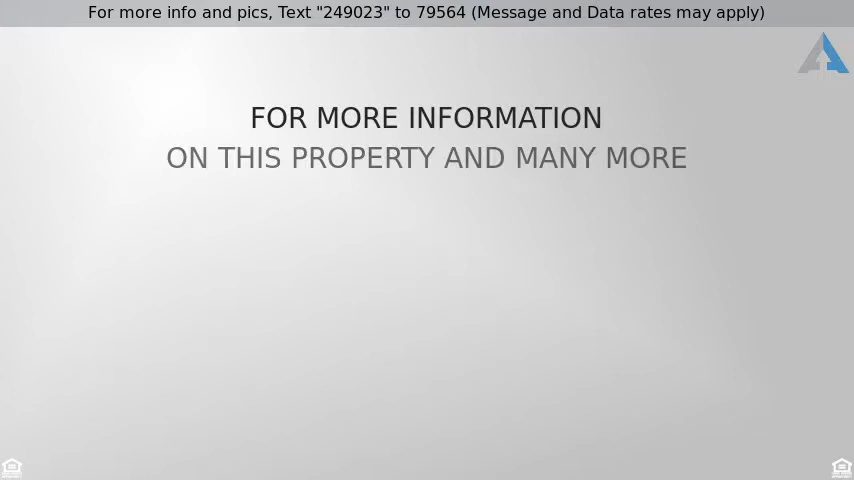 For more info and pics, Text "249023" to 79564 (Message and Data rates may apply)
FOR MORE INFORMATION
ON THIS PROPERTY AND MANY MORE